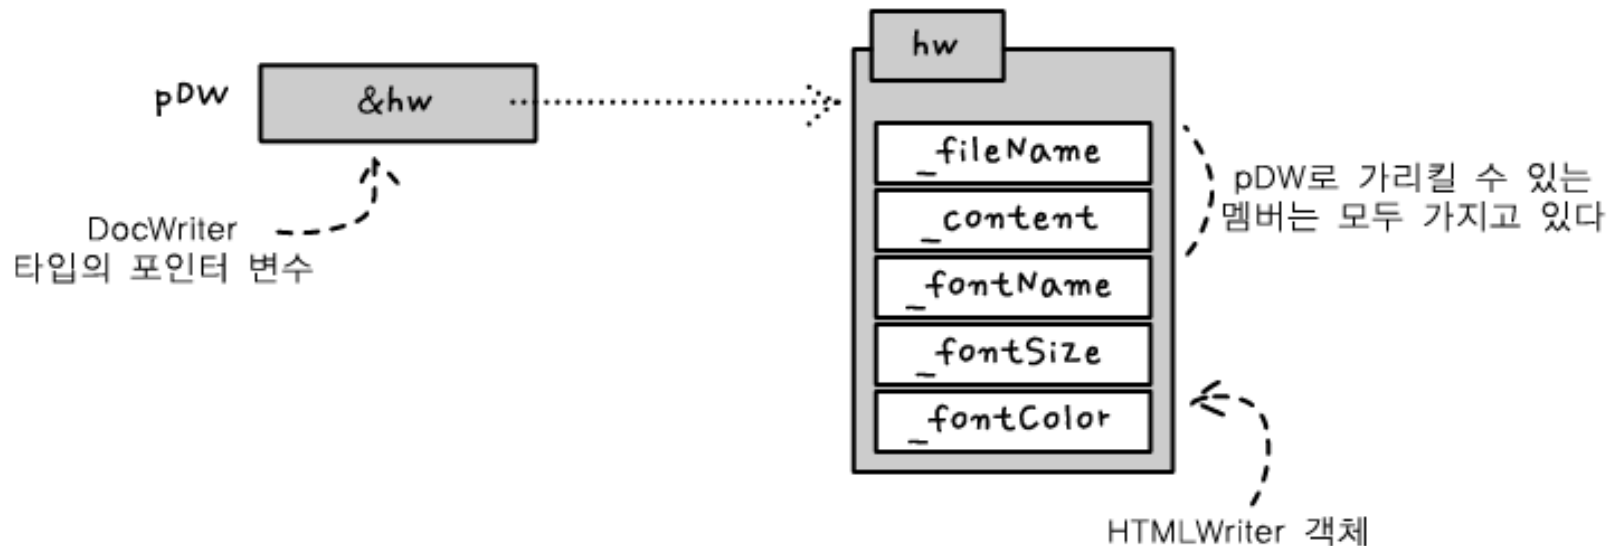 hw
pDW
&hw
_fileName
_content
_fontName
_fontSize
_fontColor
DocWriter
타입의 포인터 변수
pDW로 가리킬 수 있는
멤버는 모두 가지고 있다
HTMLWriter 객체